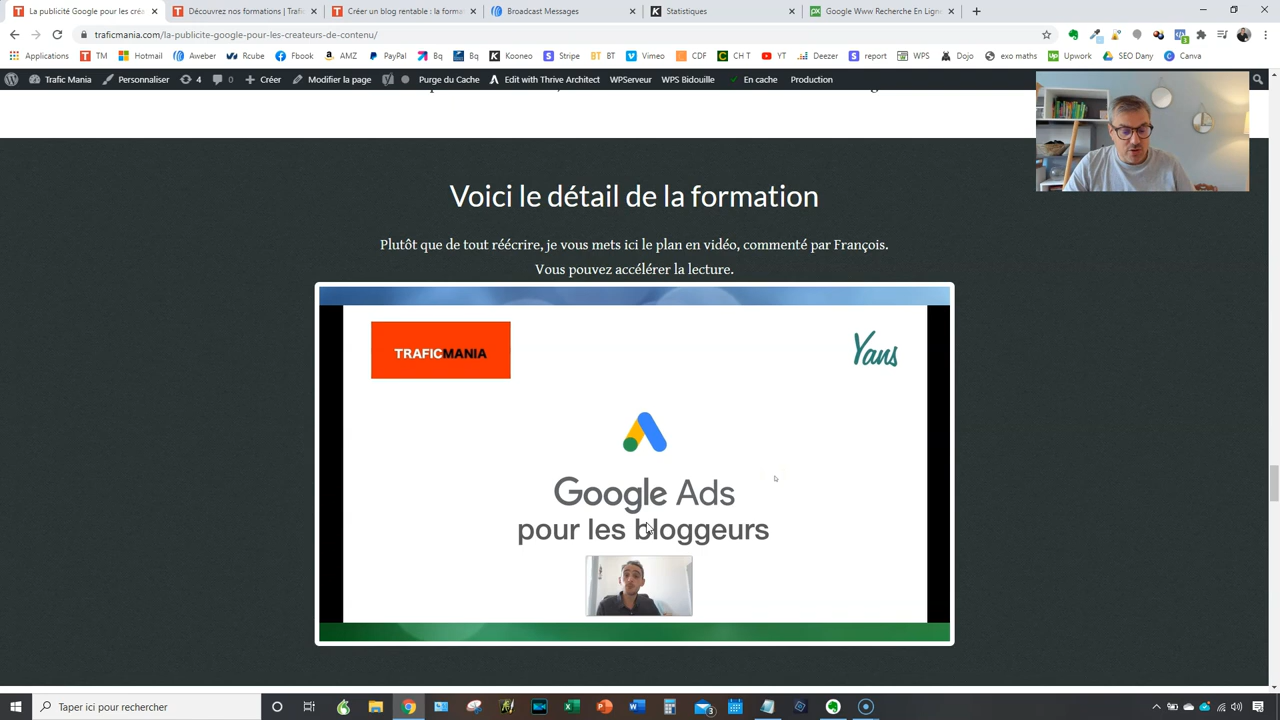 La publicité Google pour les créa
Découvrez nos formations | Trafic
Créer un blog rentable : la format
Broadcast Messages
Statistiques
Google Www Recherche En Ligne
traficmania.com/la-publicite-google-pour-les-createurs-de-contenu/
Applications TM Hotmail Aweber Rcube Ebook AMZ PayPal Bq Bq Kooneo Stripe BT BT Vimeo CDF CH T YT Deezer report WPS Dojo exo maths Upwork SEO Dany Canva
Trafic Mania Personnaliser 4 0 Créer Modifier la page Purge du Cache Edit with Thrive Architect WPServeur WPS Bidouille En cache Production
Voici le détail de la formation
Plutôt que de tout réécrire, je vous mets ici le plan en vidéo, commenté par François.
Vous pouvez accélérer la lecture.
TRAFICMANIA
Yans
Google Ads
pour les bloggeurs
Taper ici pour rechercher